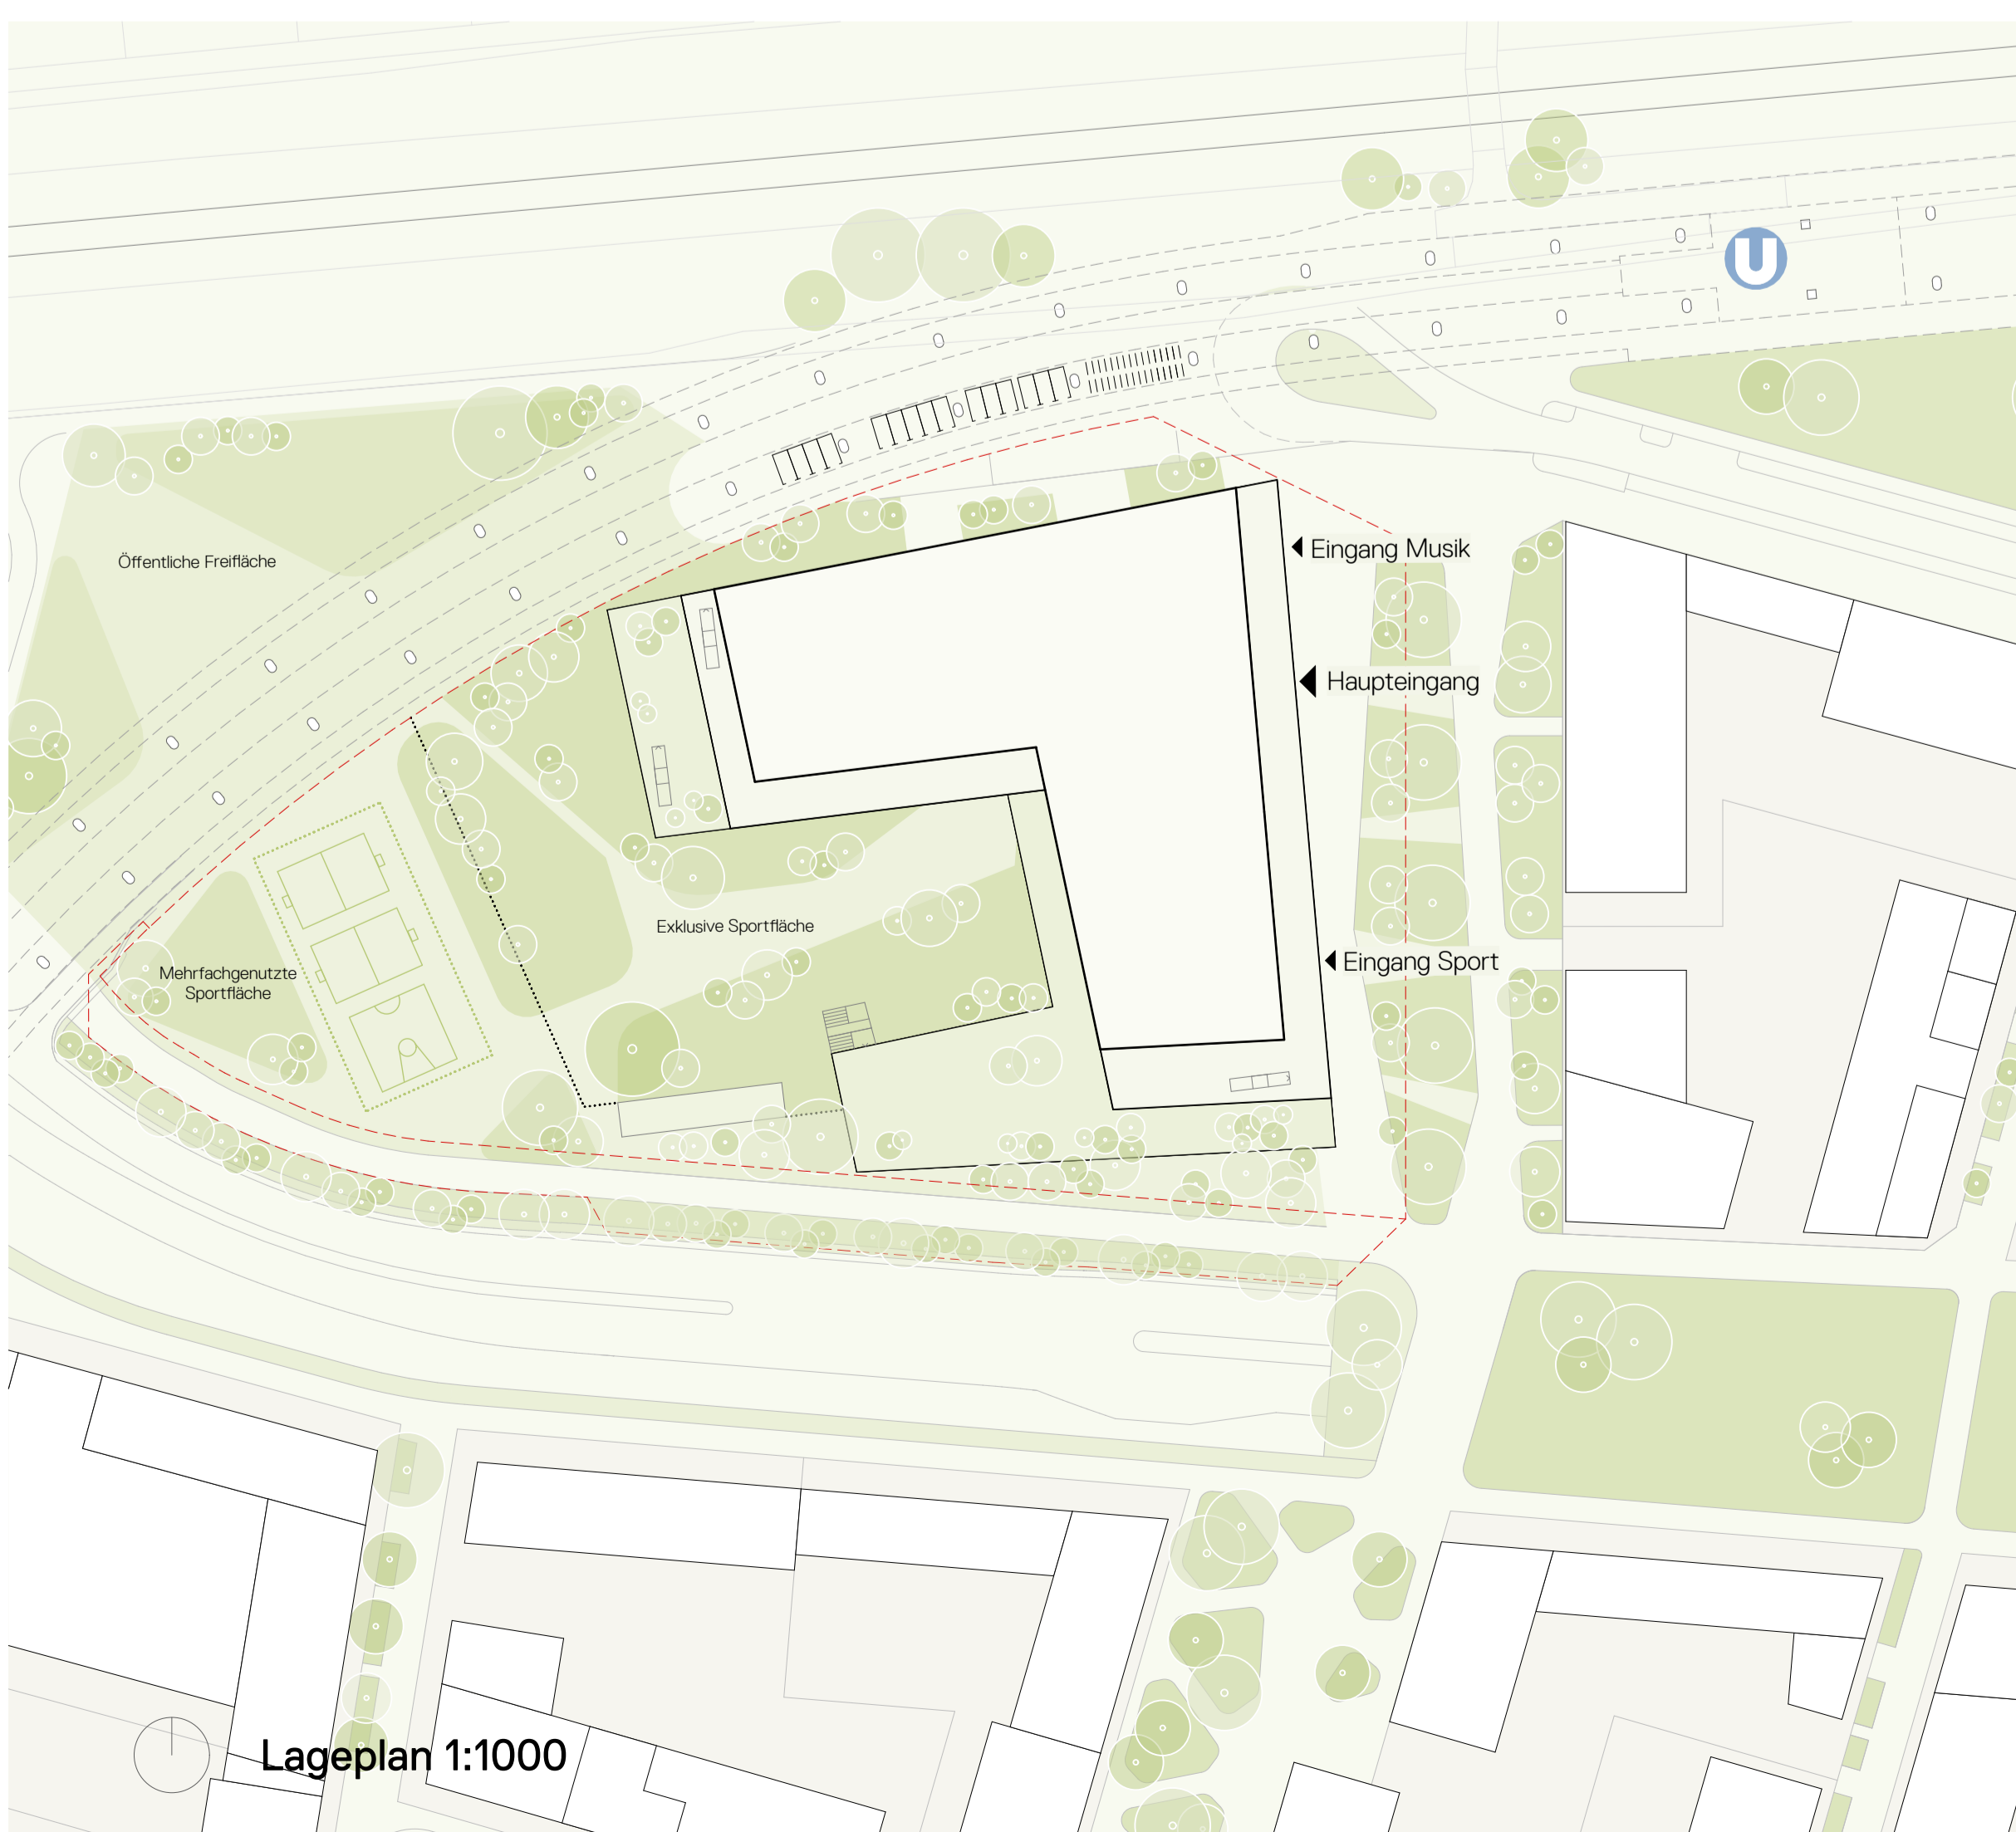 U
Eingang Musik
Öffentliche Freifläche
Haupteingang
Exklusive Sportfläche
Eingang Sport
Mehrfachgenutzte
Sportfläche
Lageplan 1:1000